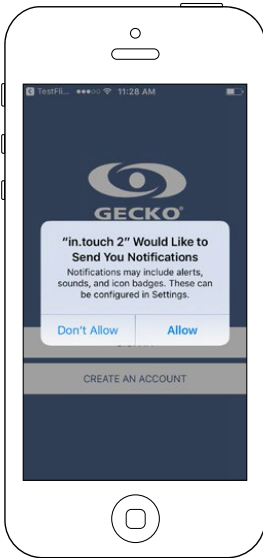 TestFli... 11:28 AM
GECKO
"in.touch 2" Would Like to
Send You Notifications
Notifications may include alerts,
sounds, and icon badges. These can
be configured in Settings.
Don't Allow Allow
CREATE AN ACCOUNT